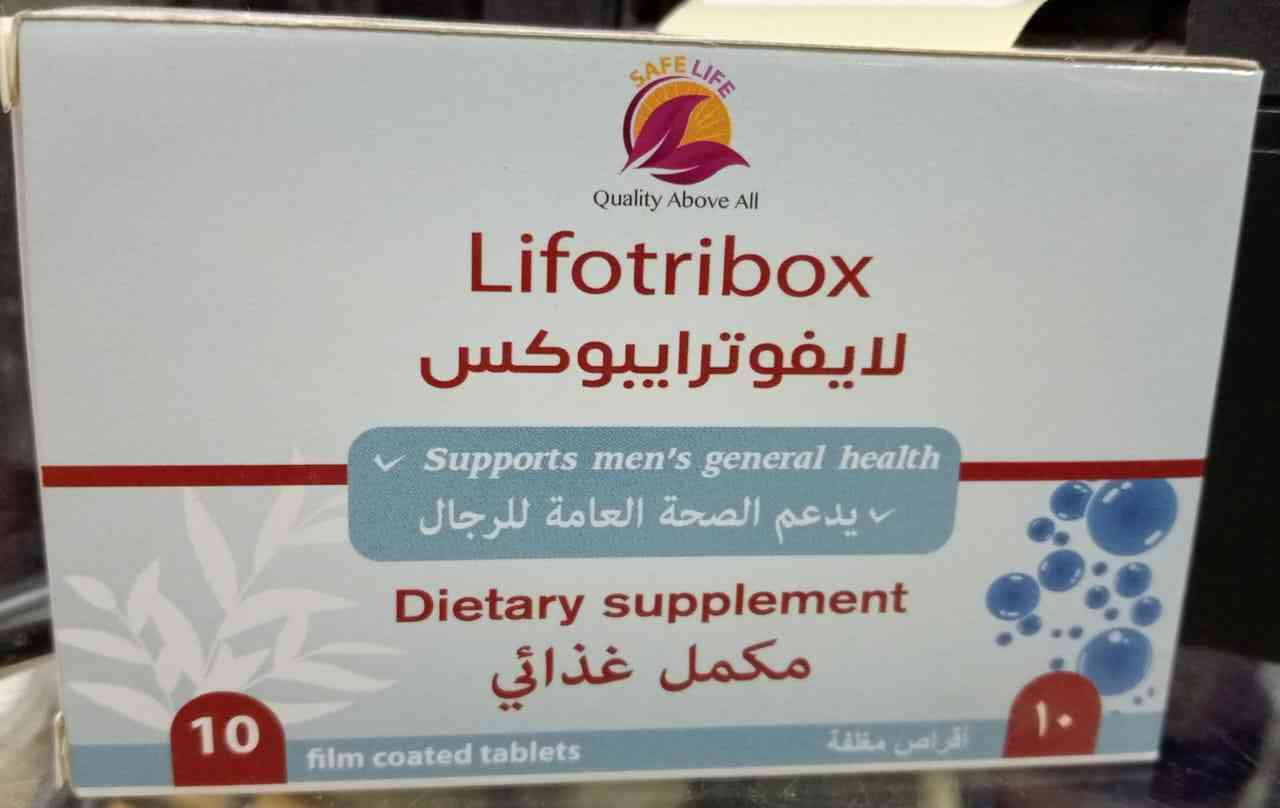 SAFE LIFE
Quality Above All
Lifotribox
لايفوترايبوكس
✓ Supports men's general health
✓ يدعم الصحة العامة للرجال
Dietary supplement
مكمل غذائي
10 film coated tablets
١٠ أقراص مغلفة